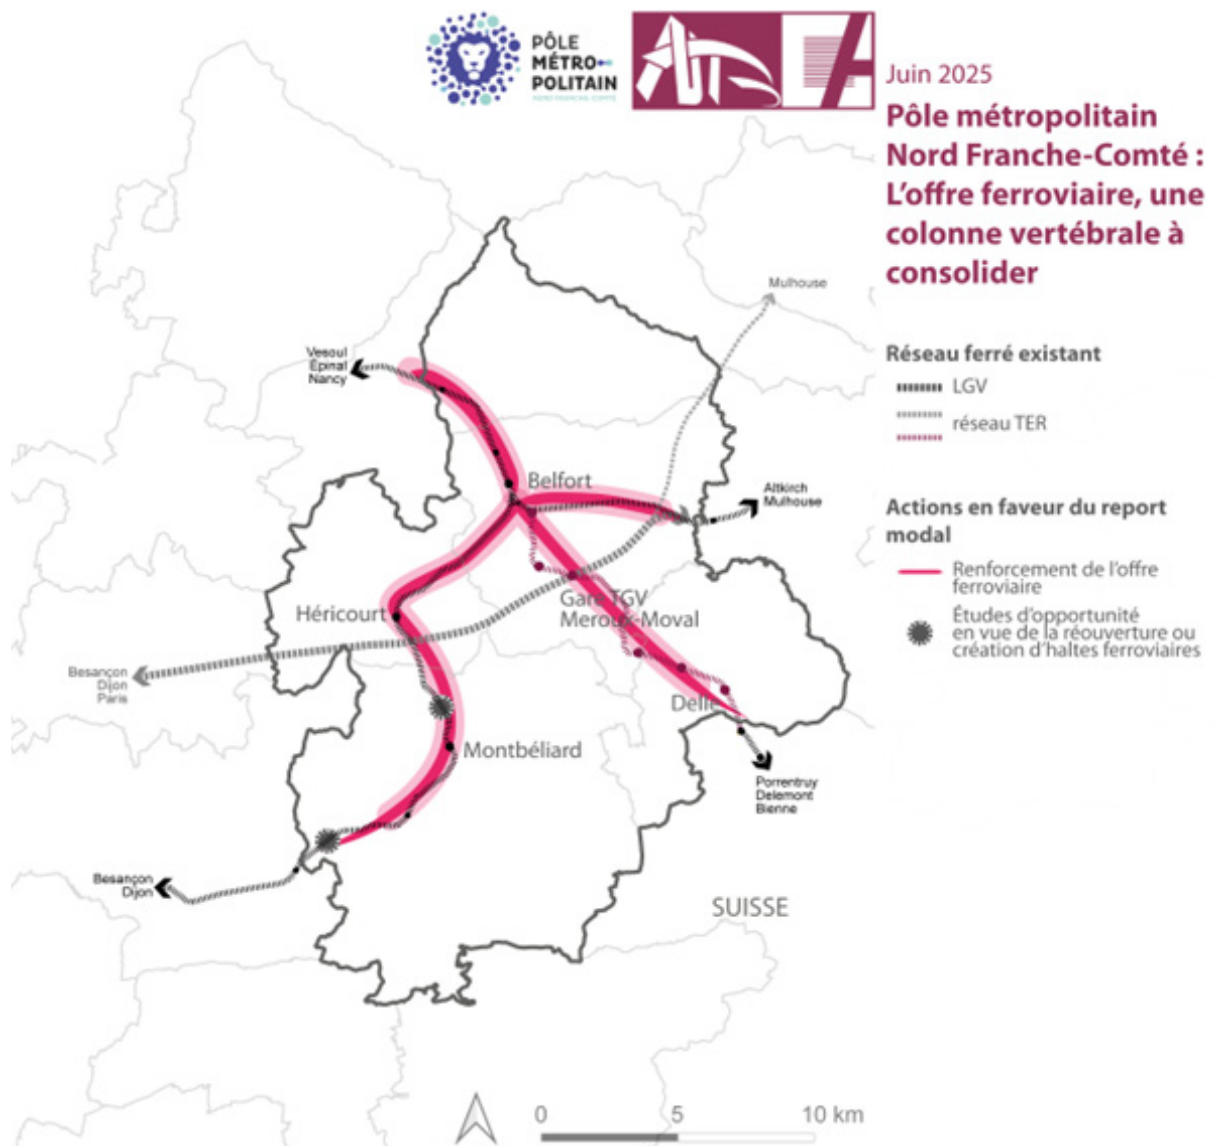 PÔLE
MÉTRO
POLITAIN
NORD FRANCHE-COMTÉ
Juin 2025
Pôle métropolitain
Nord Franche-Comté :
L'offre ferroviaire, une
colonne vertébrale à
consolider
Réseau ferré existant
LGV
réseau TER
Actions en faveur du report
modal
Renforcement de l'offre
ferroviaire
Études d'opportunité
en vue de la réouverture ou
création d'haltes ferroviaires
Mulhouse
Vesoul
Épinal
Nancy
Belfort
Altkirch
Mulhouse
Héricourt
Gare TGV
Meroux-Moval
Besançon
Dijon
Paris
Delle
Montbéliard
Porrentruy
Delemont
Bienne
Besançon
Dijon
SUISSE
0 5 10 km